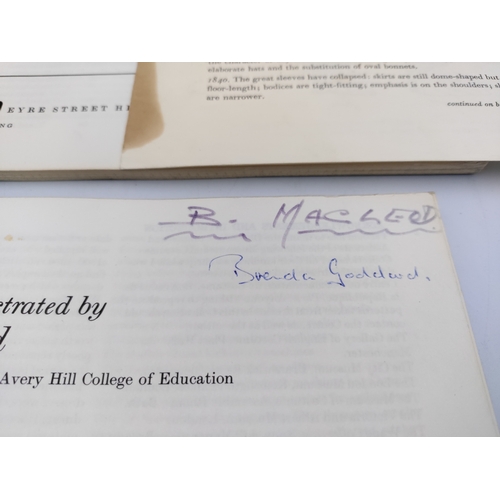 elaborate hats and the substitution of oval bonnets.
1840. The great sleeves have collapsed: skirts are still dome-shaped but
floor-length; bodices are tight-fitting; emphasis is on the shoulders;
are narrower.
continued on b
EYRE STREET HI
NG
B. MACLEOD
Brenda Goddard.
trated by
d
Avery Hill College of Education